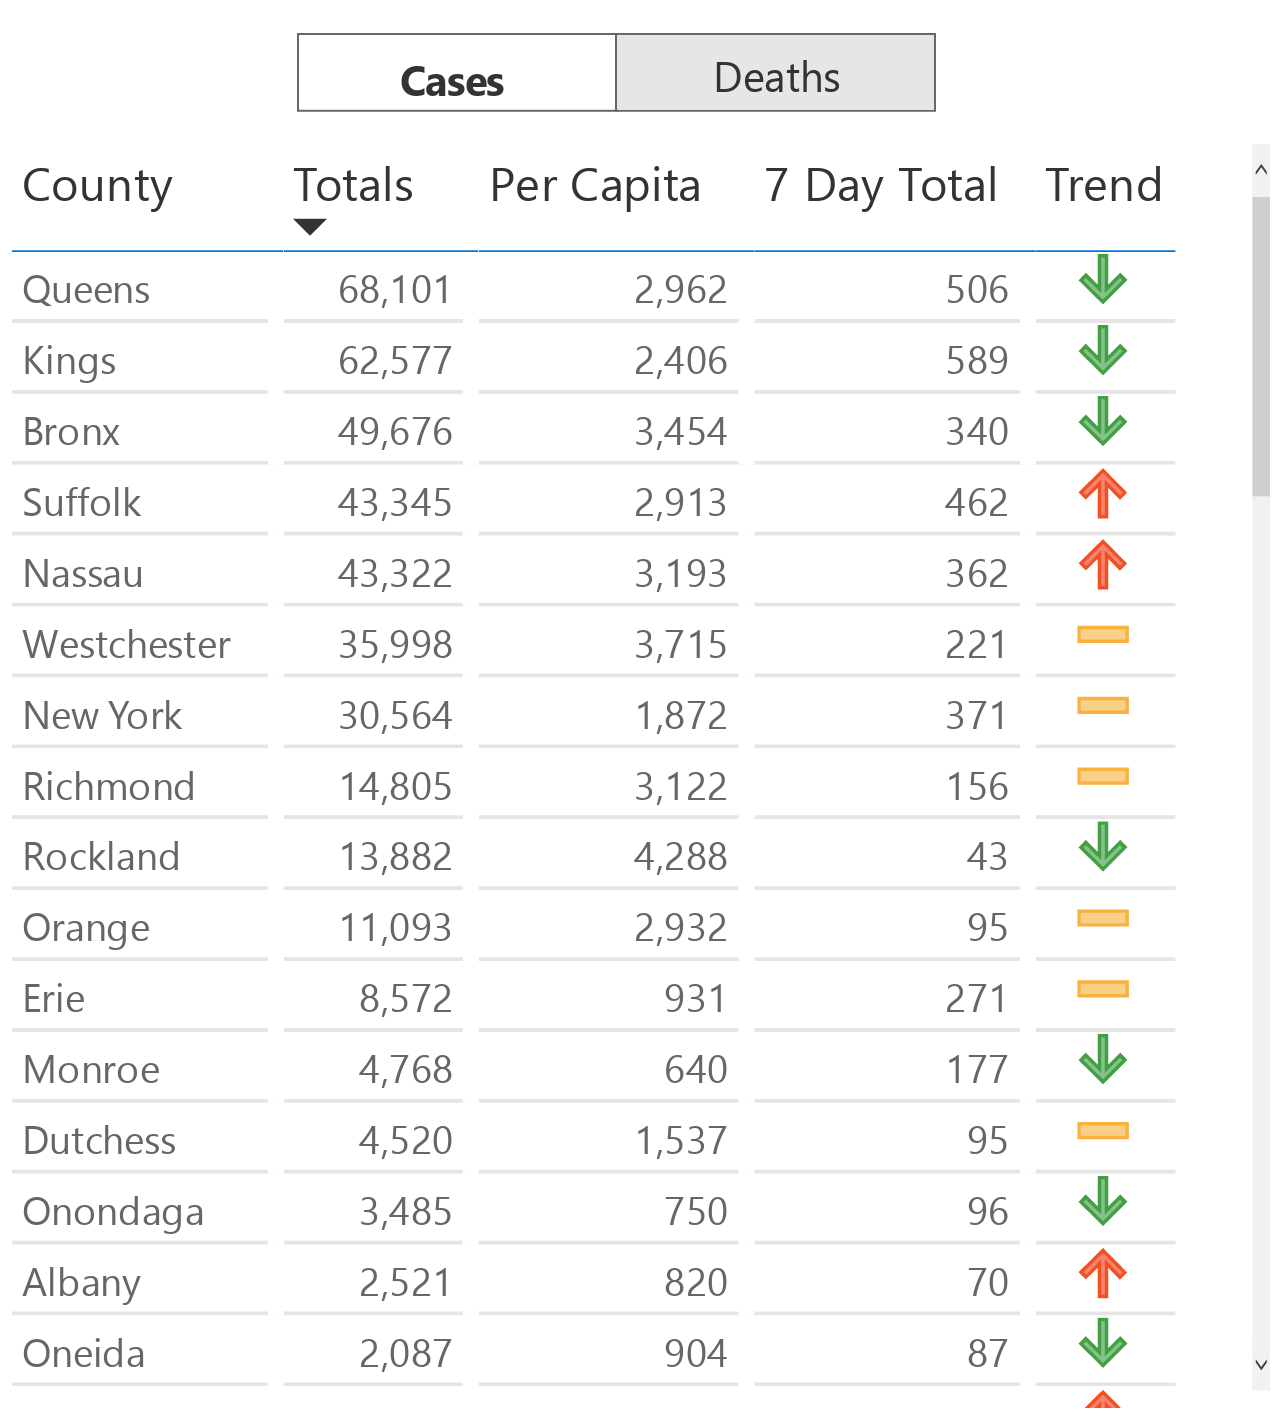 Cases Deaths
County Totals Per Capita 7 Day Total Trend
Queens 68,101 2,962 506
Kings 62,577 2,406 589
Bronx 49,676 3,454 340
Suffolk 43,345 2,913 462
Nassau 43,322 3,193 362
Westchester 35,998 3,715 221
New York 30,564 1,872 371
Richmond 14,805 3,122 156
Rockland 13,882 4,288 43
Orange 11,093 2,932 95
Erie 8,572 931 271
Monroe 4,768 640 177
Dutchess 4,520 1,537 95
Onondaga 3,485 750 96
Albany 2,521 820 70
Oneida 2,087 904 87